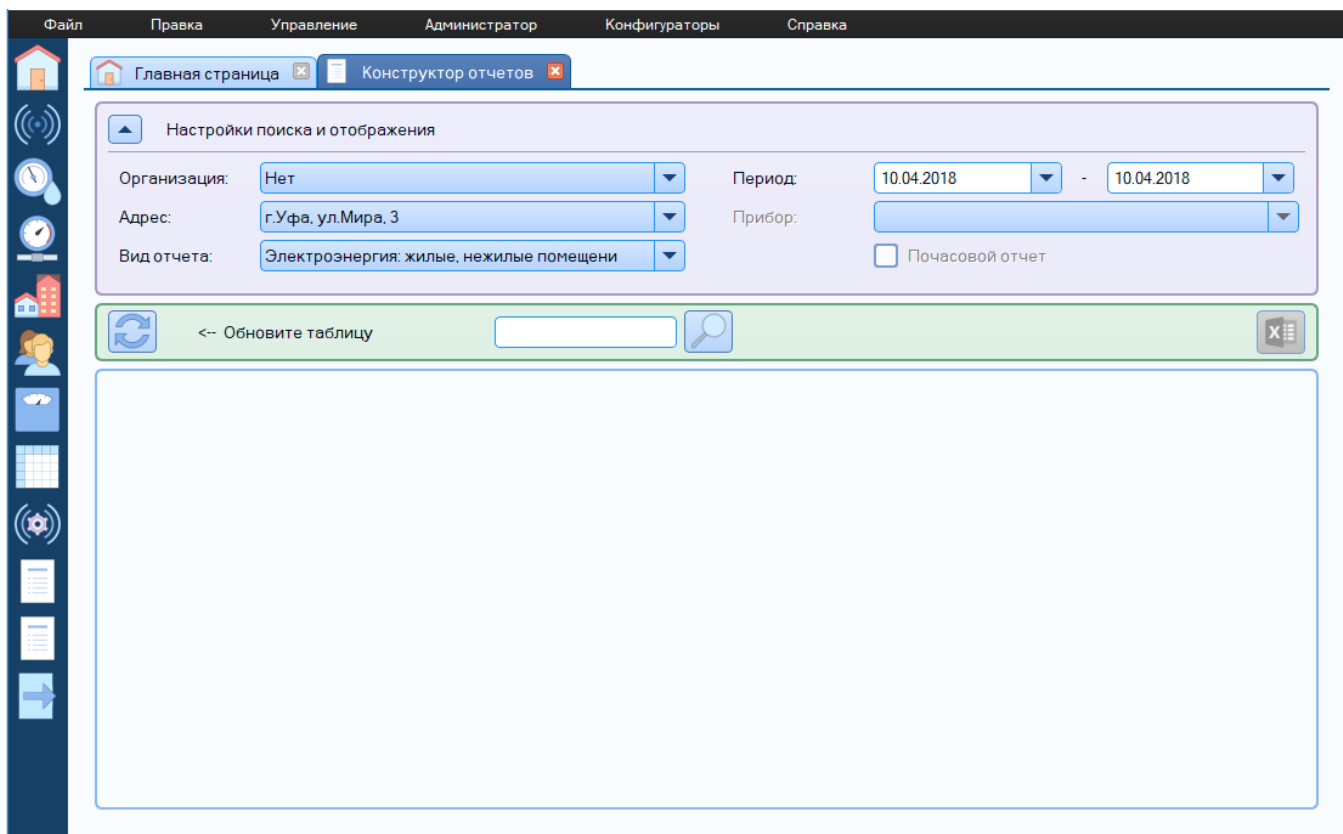 Файл Правка Управление Администратор Конфигураторы Справка
Главная страница Конструктор отчетов
Настройки поиска и отображения
Организация: Нет Период: 10.04.2018 - 10.04.2018
Адрес: г.Уфа, ул.Мира, 3 Прибор:
Вид отчета: Электроэнергия: жилые, нежилые помещени Почасовой отчет
<-- Обновите таблицу